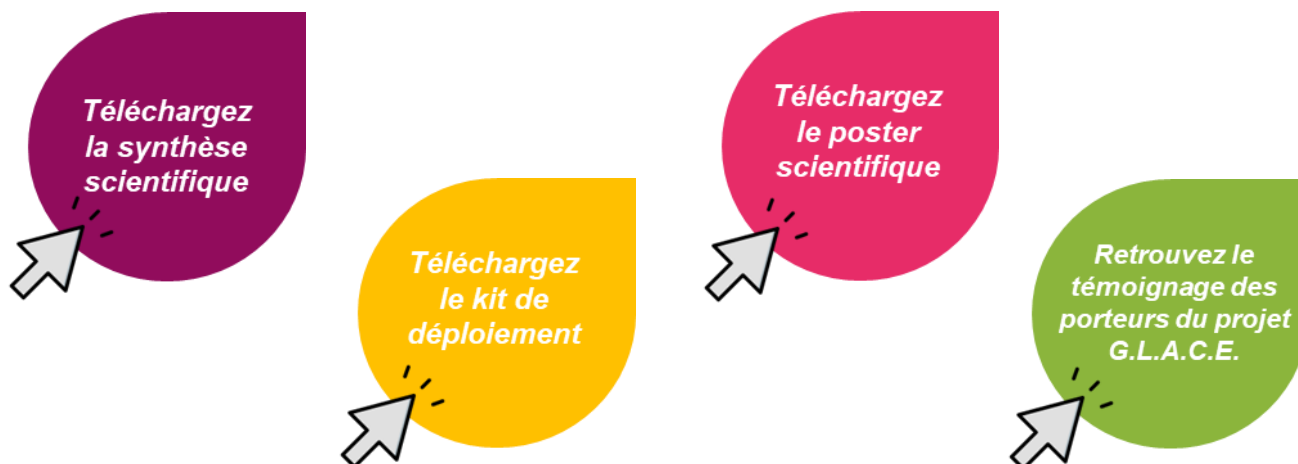 Téléchargez
la synthèse
scientifique
Téléchargez
le kit de
déploiement
Téléchargez
le poster
scientifique
Retrouvez le
témoignage des
porteurs du projet
G.L.A.C.E.